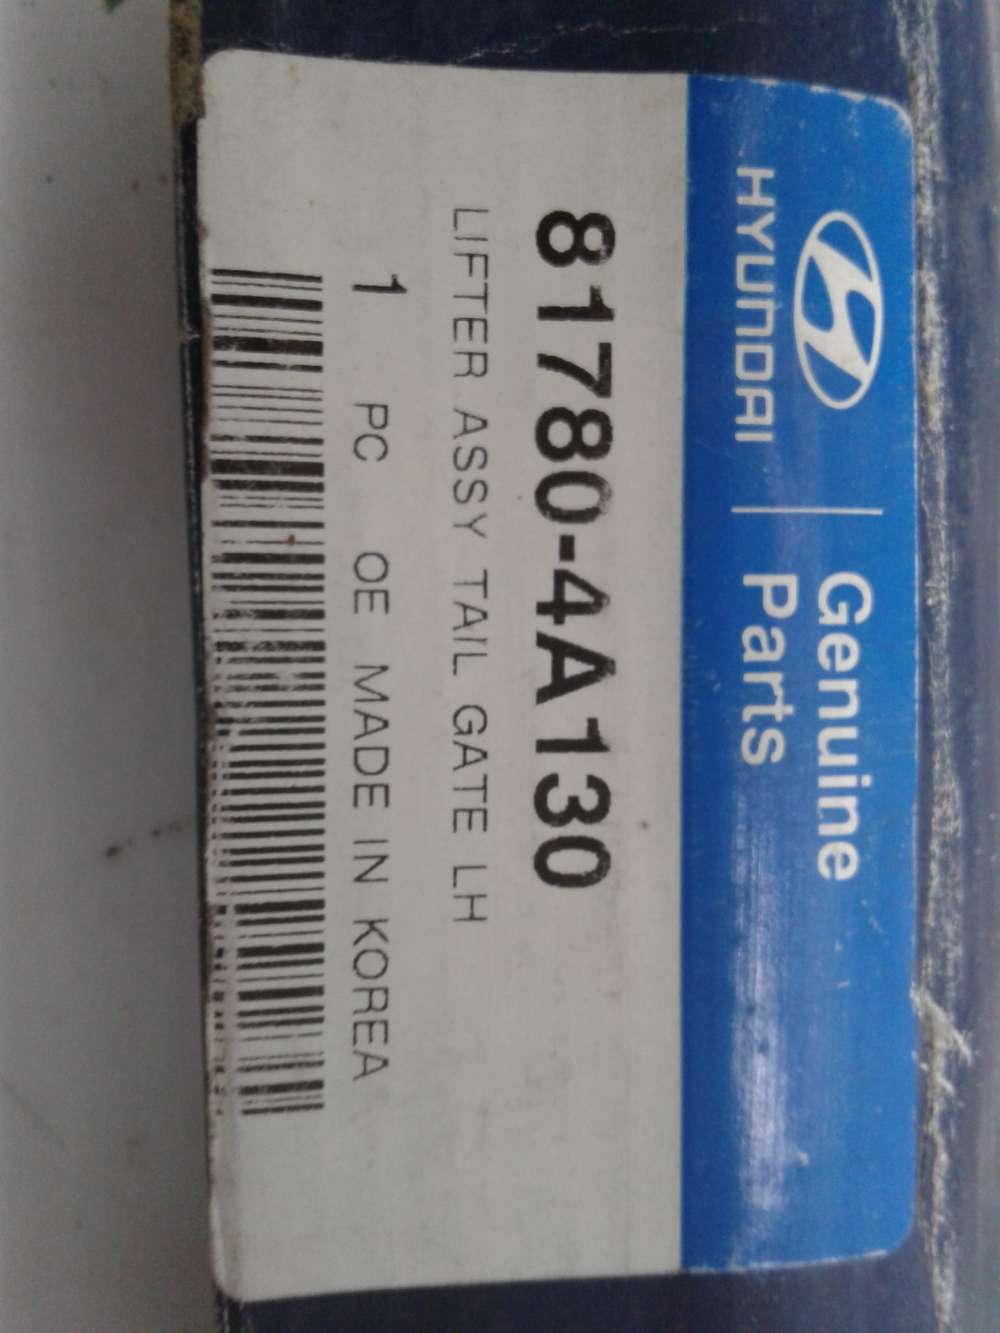 HYUNDAI
Genuine
Parts
81780-4A130
LIFTER ASSY TAIL GATE LH
1 PC OE MADE IN KOREA